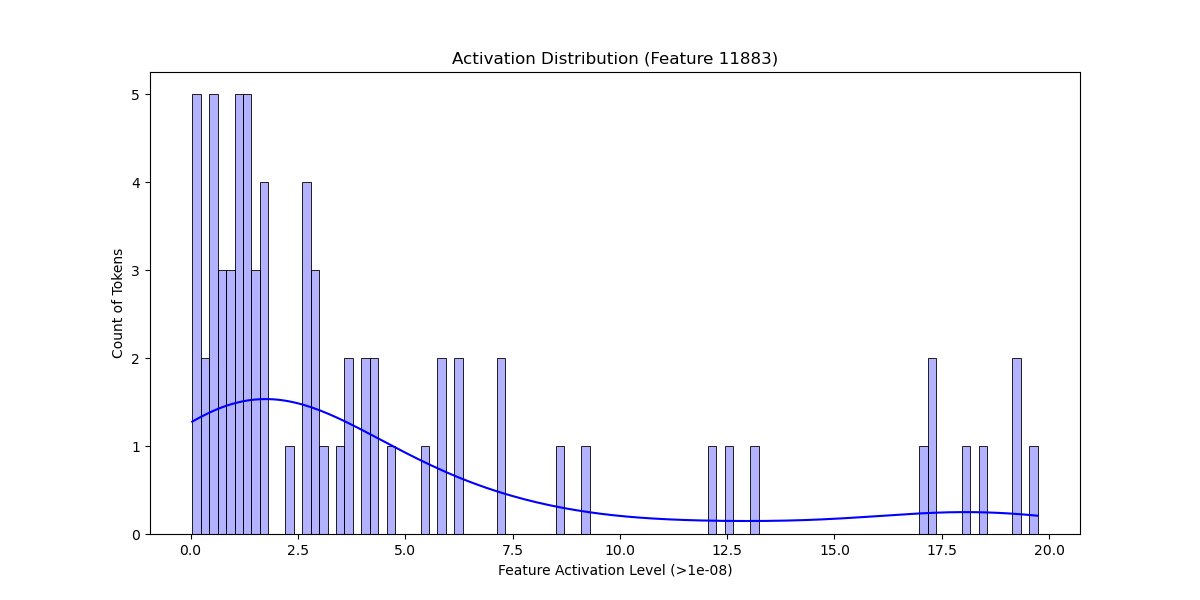 Activation Distribution (Feature 11883)
Count of Tokens
5
4
3
2
1
0
0.0 2.5 5.0 7.5 10.0 12.5 15.0 17.5 20.0
Feature Activation Level (>1e-08)